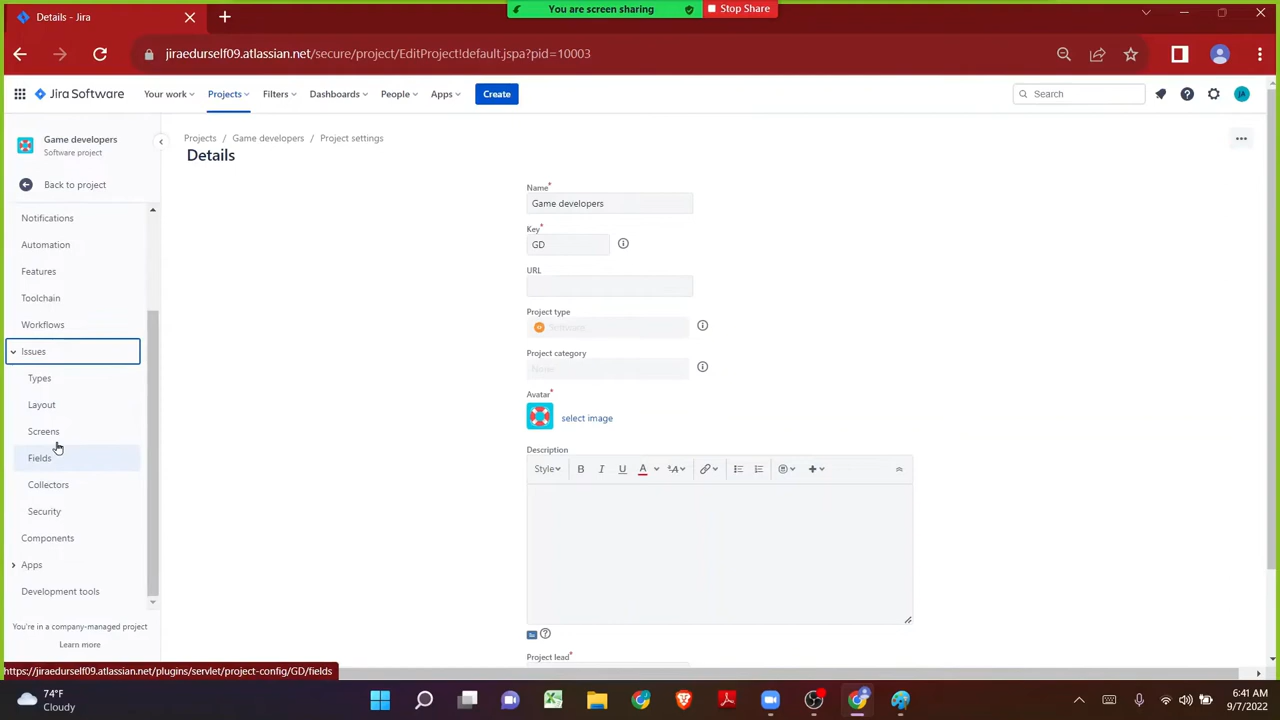 You are screen sharing
Stop Share
Details - Jira
jiraedurself09.atlassian.net/secure/project/EditProject!default.jspa?pid=10003
Jira Software
Your work
Projects
Filters
Dashboards
People
Apps
Create
Search
JA
Game developers
Software project
Back to project
Notifications
Automation
Features
Toolchain
Workflows
Issues
Types
Layout
Screens
Fields
Collectors
Security
Components
Apps
Development tools
You're in a company-managed project
Learn more
Projects / Game developers / Project settings
Details
Name*
Game developers
Key*
GD
URL
Project type
Software
Project category
None
Avatar*
select image
Description
Style
B I U A
Project lead*
https://jiraedurself09.atlassian.net/plugins/servlet/project-config/GD/fields
74°F
Cloudy
6:41 AM
9/7/2022